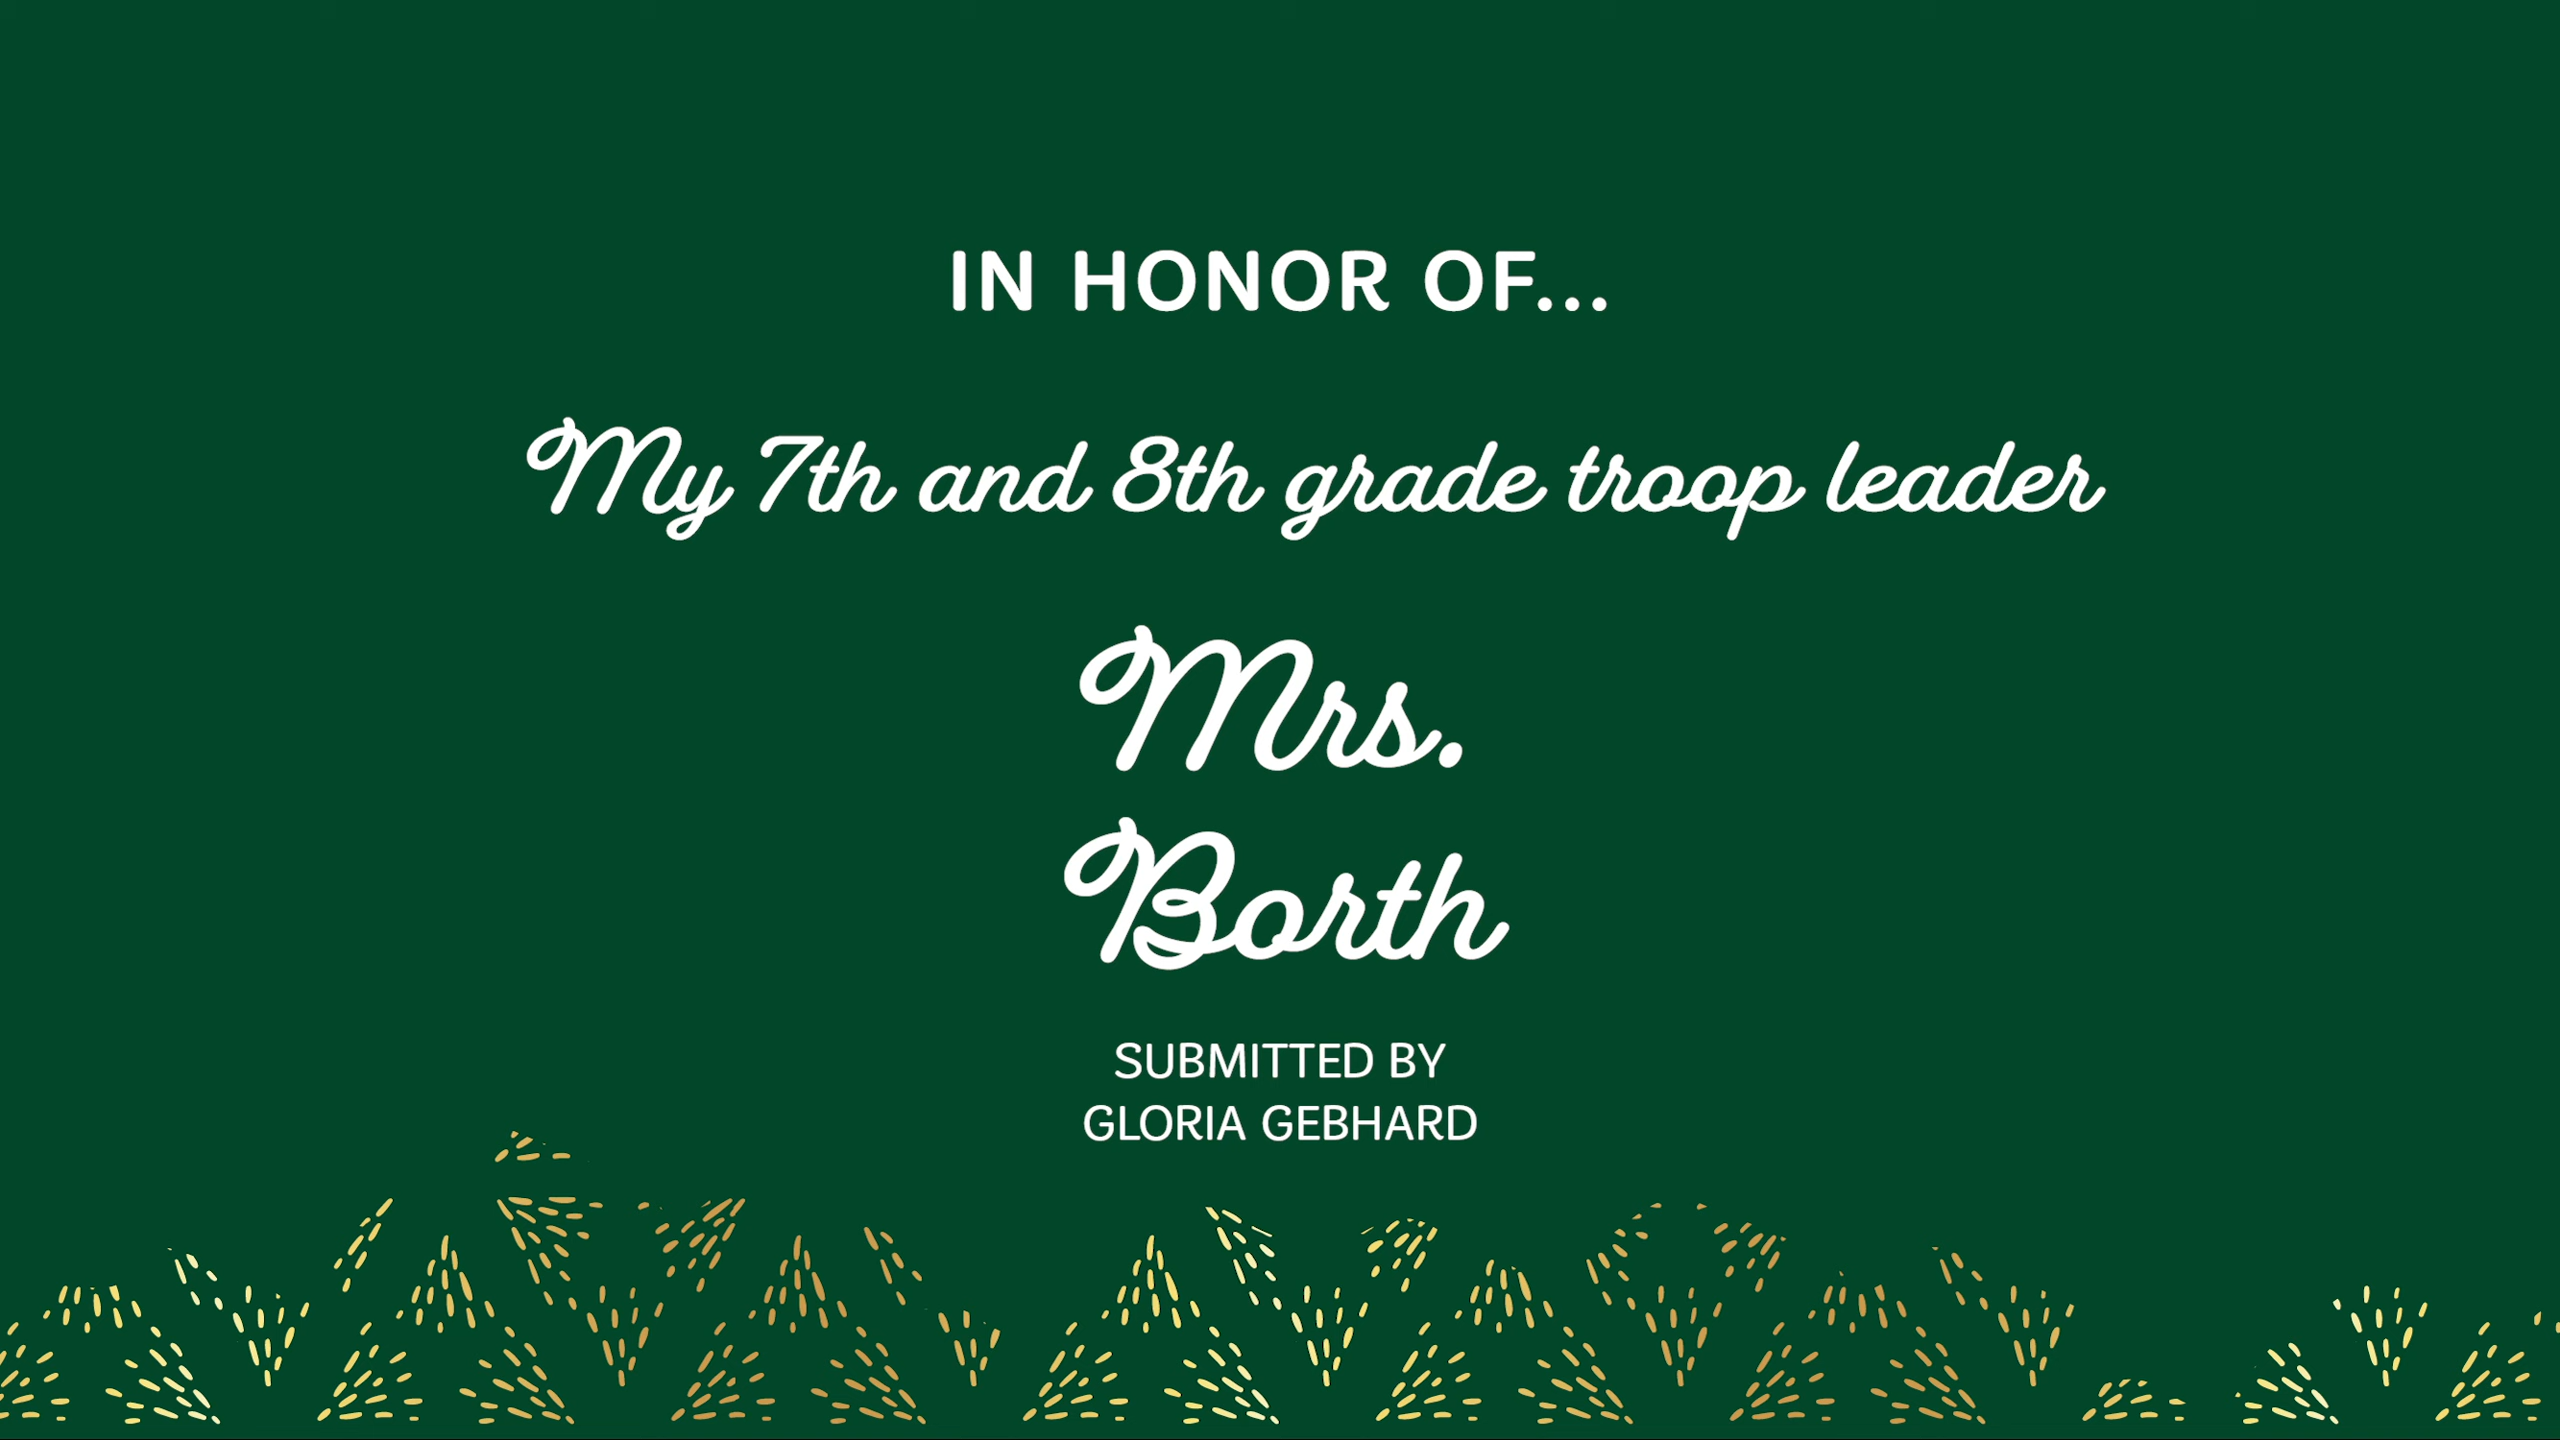 IN HONOR OF...
My 7th and 8th grade troop leader
Mrs.
Borth
SUBMITTED BY
GLORIA GEBHARD